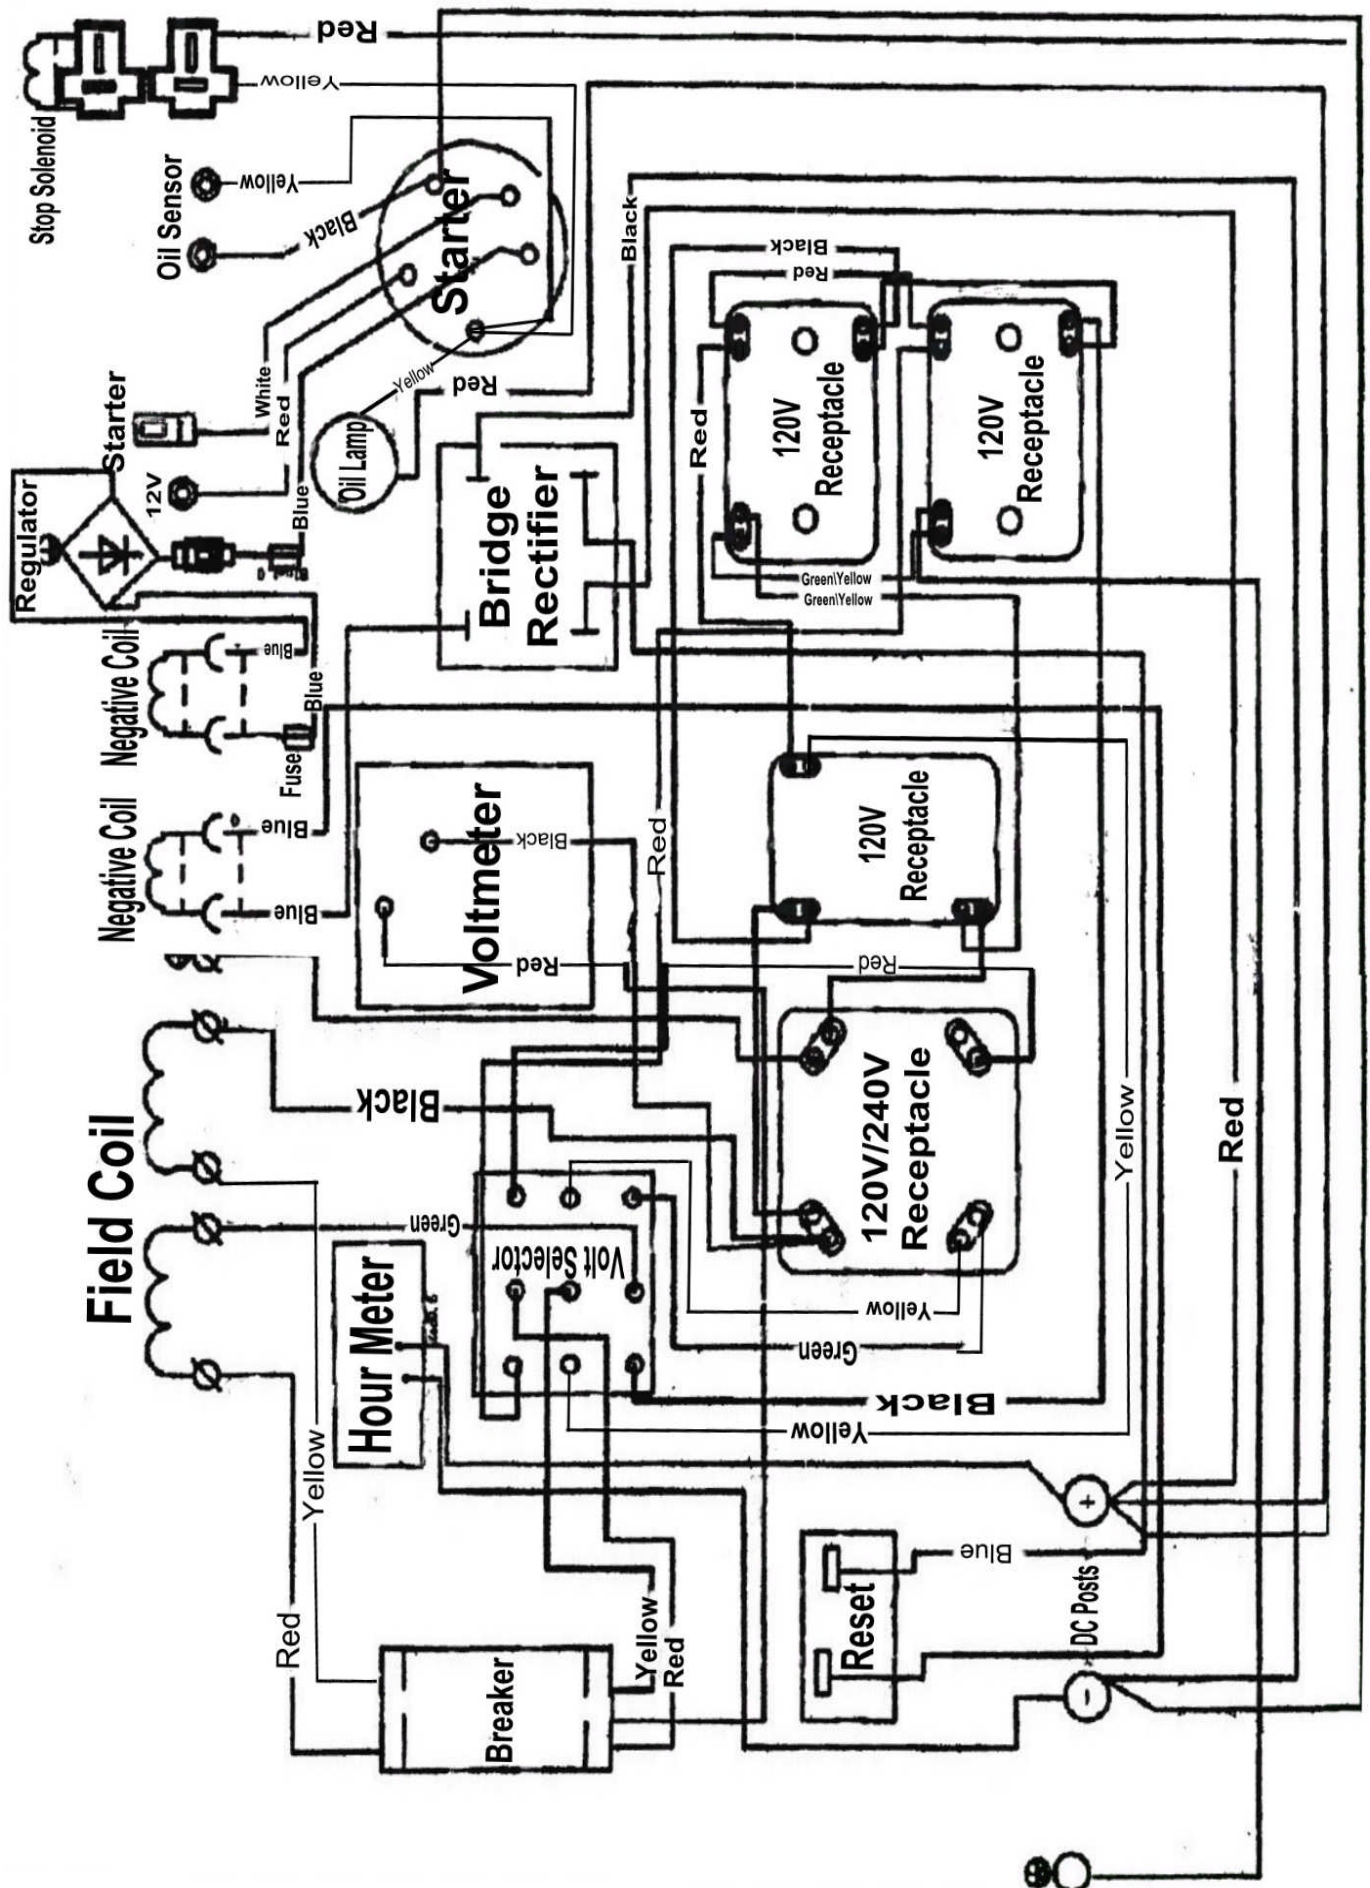 Red
Yellow
Stop Solenoid
Oil Sensor
Yellow
Black
Starter
White
Red
Starter
12V
Regulator
Blue
Yellow
Red
Oil Lamp
Black
Black
Red
Red
120V
Receptacle
120V
Receptacle
Bridge
Rectifier
Green\Yellow
Green\Yellow
Negative Coil
Blue
Blue
Fuse
Negative Coil
Blue
Blue
Voltmeter
Black
Red
Red
120V
Receptacle
Red
Field Coil
Black
120V/240V
Receptacle
Yellow
Red
Green
Volt Selector
Hour Meter
Yellow
Green
Black
Yellow
Yellow
Red
+
Blue
Reset
DC Posts
-
Breaker
Yellow
Red